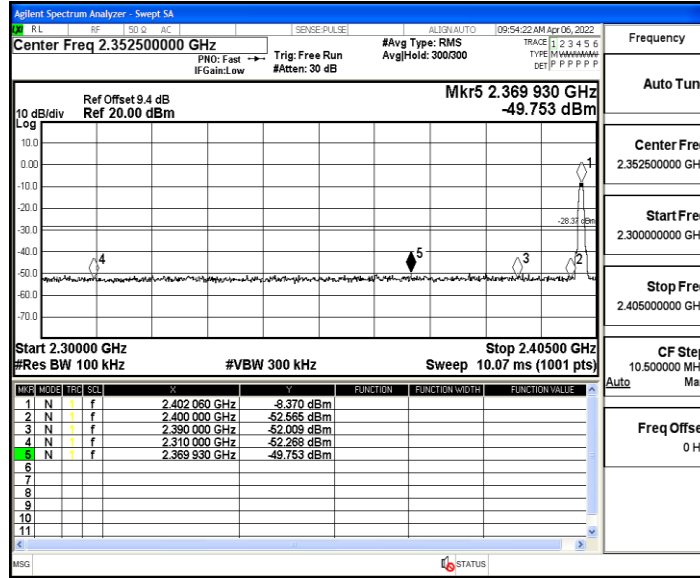 Agilent Spectrum Analyzer - Swept SA
RL RF 50 Ω AC SENSE:PULSE ALIGNAUTO 09:54:22 AM Apr 06, 2022
Center Freq 2.352500000 GHz
PNO: Fast
IFGain:Low
Trig: Free Run
#Atten: 30 dB
#Avg Type: RMS
Avg|Hold: 300/300
TRACE 1 2 3 4 5 6
TYPE MWWWWW
DET P P P P P P
Mkr5 2.369 930 GHz
-49.753 dBm
Ref Offset 9.4 dB
10 dB/div Ref 20.00 dBm
Log
10.0
0.00
-10.0
-20.0
-30.0
-40.0
-50.0
-60.0
-70.0
1
-28.37 dBm
4
5
3
2
Start 2.30000 GHz Stop 2.40500 GHz
#Res BW 100 kHz #VBW 300 kHz Sweep 10.07 ms (1001 pts)
MKR MODE TRC SCL X Y FUNCTION FUNCTION WIDTH FUNCTION VALUE
1 N 1 f 2.402 060 GHz -8.370 dBm
2 N 1 f 2.400 000 GHz -52.565 dBm
3 N 1 f 2.390 000 GHz -52.009 dBm
4 N 1 f 2.310 000 GHz -52.268 dBm
5 N 1 f 2.369 930 GHz -49.753 dBm
6
7
8
9
10
11
MSG STATUS
Frequency
Auto Tun
Center Fre
2.352500000 GH
Start Fre
2.300000000 GH
Stop Fre
2.405000000 GH
CF Ste
10.500000 MH
Auto Ma
Freq Offse
0 H